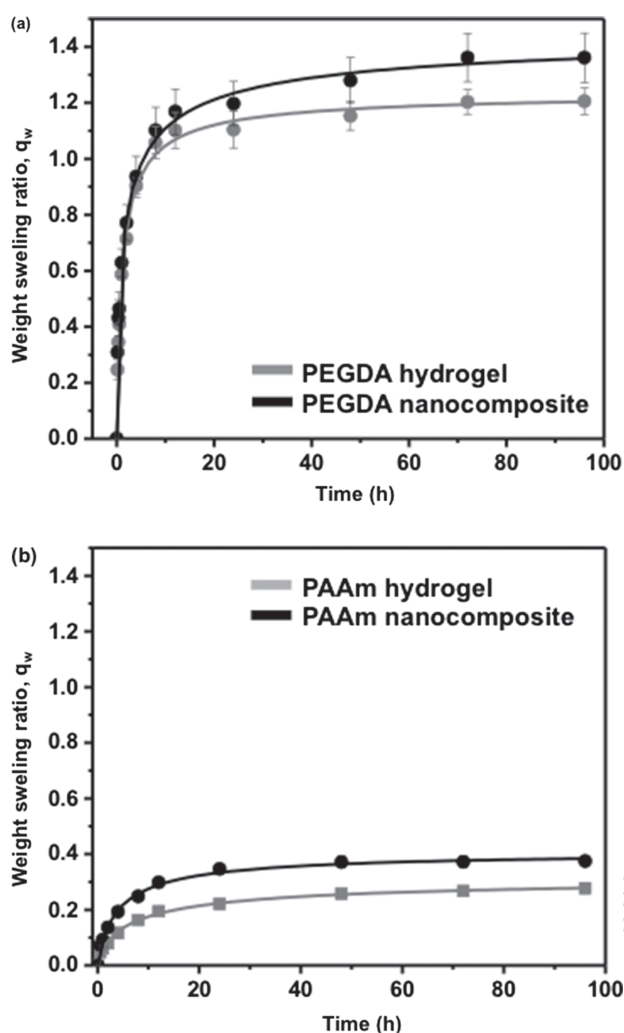 (a)
1.4
1.2
1.0
0.8
0.6
0.4
0.2
0.0
Weight sweling ratio, qw
PEGDA hydrogel
PEGDA nanocomposite
0 20 40 60 80 100
Time (h)
(b)
1.4
1.2
1.0
0.8
0.6
0.4
0.2
0.0
Weight sweling ratio, qw
PAAm hydrogel
PAAm nanocomposite
0 20 40 60 80 100
Time (h)